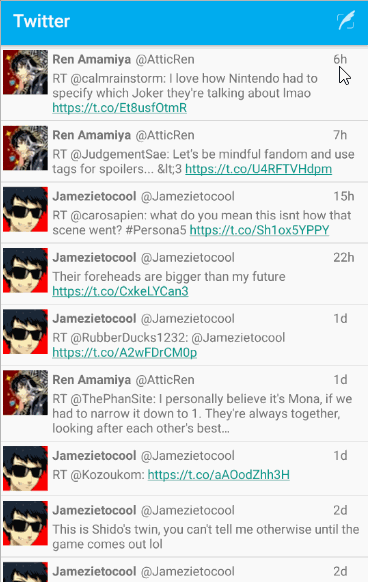 Twitter
Ren Amamiya @AtticRen 6h
RT @calmrainstorm: I love how Nintendo had to
specify which Joker they're talking about lmao
https://t.co/Et8usfOtmR
Ren Amamiya @AtticRen 7h
RT @JudgementSae: Let's be mindful fandom and use
tags for spoilers... &lt;3 https://t.co/U4RFTVHdpm
Jamezietocool @Jamezietocool 15h
RT @carosapien: what do you mean this isnt how that
scene went? #Persona5 https://t.co/Sh1ox5YPPY
Jamezietocool @Jamezietocool 22h
Their foreheads are bigger than my future
https://t.co/CxkeLYCan3
Jamezietocool @Jamezietocool 1d
RT @RubberDucks1232: @Jamezietocool
https://t.co/A2wFDrCM0p
Ren Amamiya @AtticRen 1d
RT @ThePhanSite: I personally believe it's Mona, if we
had to narrow it down to 1. They're always together,
looking after each other's best…
Jamezietocool @Jamezietocool 1d
RT @Kozoukom: https://t.co/aAOodZhh3H
Jamezietocool @Jamezietocool 2d
This is Shido's twin, you can't tell me otherwise until the
game comes out lol
Jamezietocool @Jamezietocool 2d